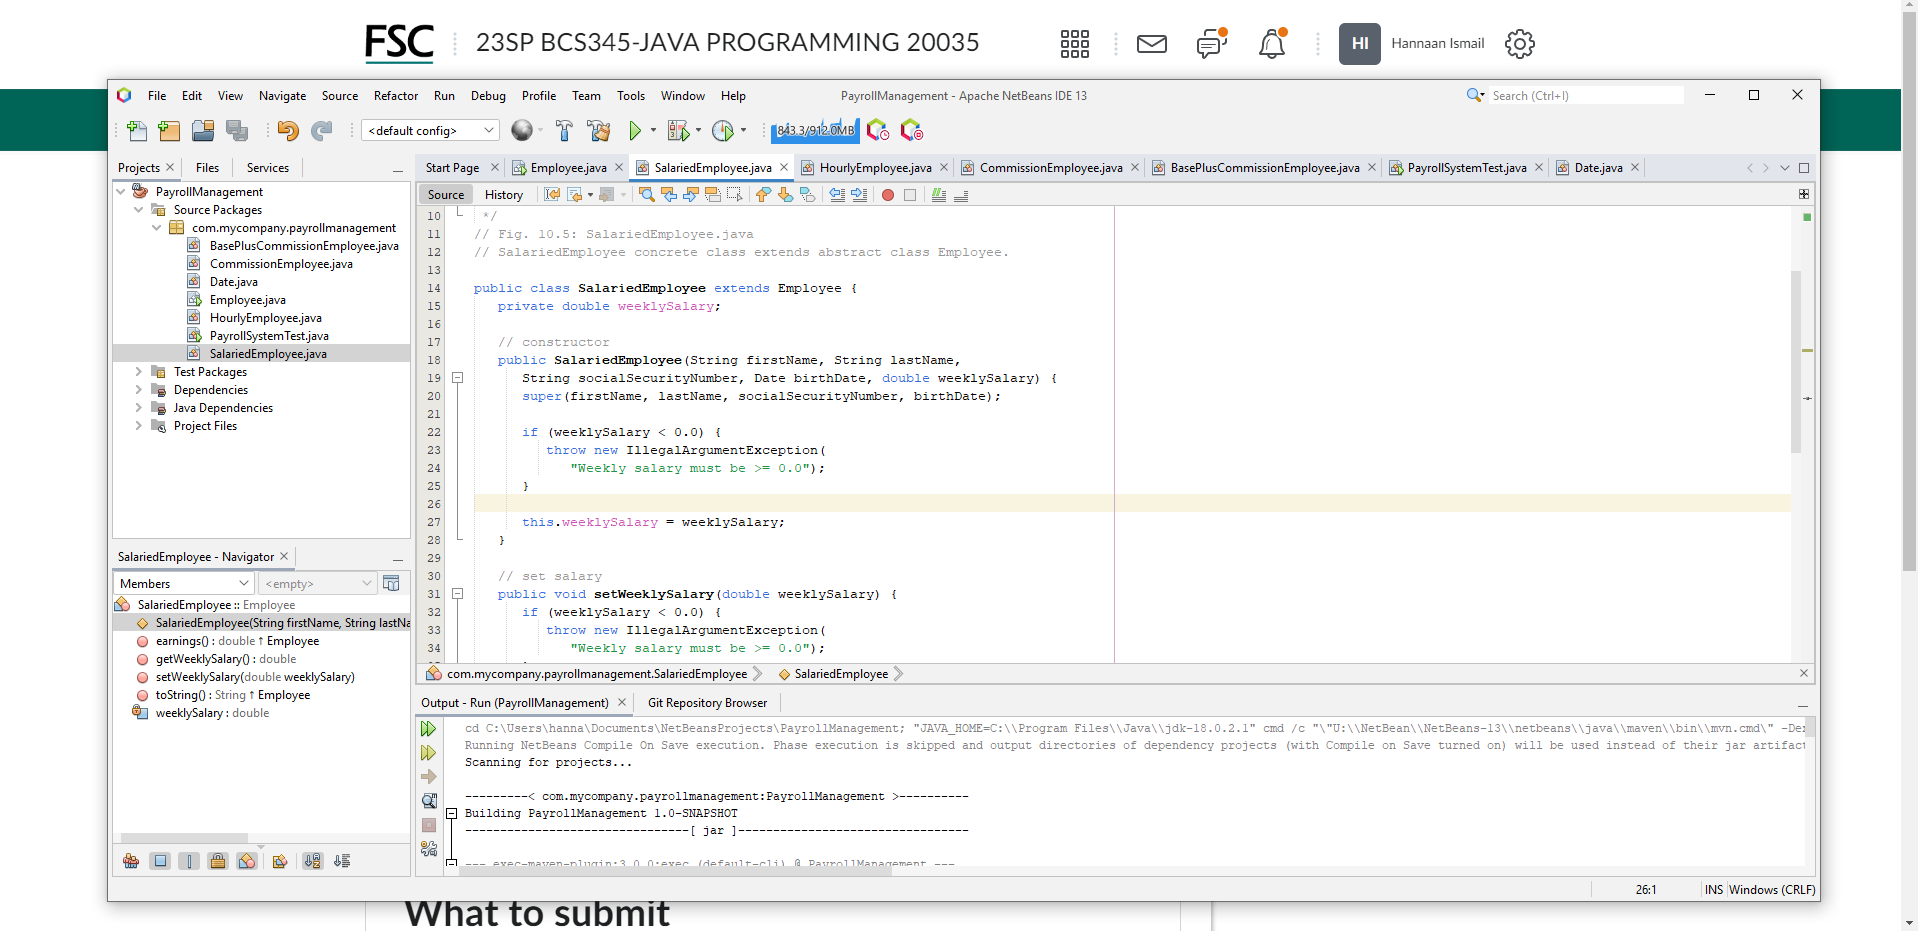 FSC 23SP BCS345-JAVA PROGRAMMING 20035 HI Hannaan Ismail
File Edit View Navigate Source Refactor Run Debug Profile Team Tools Window Help PayrollManagement - Apache NetBeans IDE 13 Search (Ctrl+I)
<default config> 843.3/912.0MB
Projects Files Services
PayrollManagement
Source Packages
com.mycompany.payrollmanagement
BasePlusCommissionEmployee.java
CommissionEmployee.java
Date.java
Employee.java
HourlyEmployee.java
PayrollSystemTest.java
SalariedEmployee.java
Test Packages
Dependencies
Java Dependencies
Project Files
SalariedEmployee - Navigator
Members <empty>
SalariedEmployee :: Employee
SalariedEmployee(String firstName, String lastNa
earnings() : double ↑ Employee
getWeeklySalary() : double
setWeeklySalary(double weeklySalary)
toString() : String ↑ Employee
weeklySalary : double
Start Page Employee.java SalariedEmployee.java HourlyEmployee.java CommissionEmployee.java BasePlusCommissionEmployee.java PayrollSystemTest.java Date.java
Source History
10 */
11 // Fig. 10.5: SalariedEmployee.java
12 // SalariedEmployee concrete class extends abstract class Employee.
13
14 public class SalariedEmployee extends Employee {
15 private double weeklySalary;
16
17 // constructor
18 public SalariedEmployee(String firstName, String lastName,
19 String socialSecurityNumber, Date birthDate, double weeklySalary) {
20 super(firstName, lastName, socialSecurityNumber, birthDate);
21
22 if (weeklySalary < 0.0) {
23 throw new IllegalArgumentException(
24 "Weekly salary must be >= 0.0");
25 }
26
27 this.weeklySalary = weeklySalary;
28 }
29
30 // set salary
31 public void setWeeklySalary(double weeklySalary) {
32 if (weeklySalary < 0.0) {
33 throw new IllegalArgumentException(
34 "Weekly salary must be >= 0.0");
com.mycompany.payrollmanagement.SalariedEmployee SalariedEmployee
Output - Run (PayrollManagement) Git Repository Browser
cd C:\Users\hanna\Documents\NetBeansProjects\PayrollManagement; "JAVA_HOME=C:\\Program Files\\Java\\jdk-18.0.2.1" cmd /c "\"U:\\NetBean\\NetBeans-13\\netbeans\\java\\maven\\bin\\mvn.cmd\" -De
Running NetBeans Compile On Save execution. Phase execution is skipped and output directories of dependency projects (with Compile on Save turned on) will be used instead of their jar artifact
Scanning for projects...
---------< com.mycompany.payrollmanagement:PayrollManagement >----------
Building PayrollManagement 1.0-SNAPSHOT
--------------------------------[ jar ]---------------------------------
--- exec-maven-plugin:3.0.0:exec (default-cli) @ PayrollManagement ---
26:1 INS Windows (CRLF)
What to submit